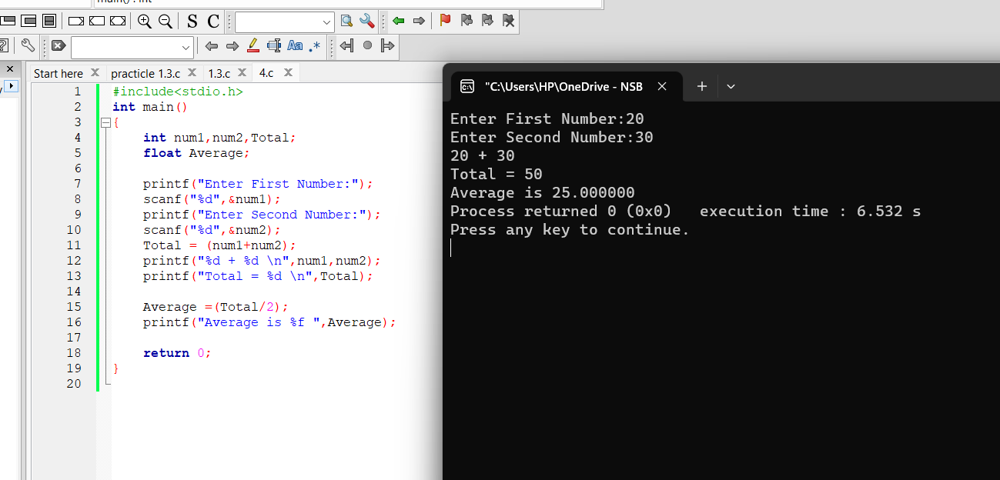 main() : int
S C
Aa .*
Start here X practicle 1.3.c X 1.3.c X 4.c X
1 #include<stdio.h>
2 int main()
3 {
4 int num1,num2,Total;
5 float Average;
6
7 printf("Enter First Number:");
8 scanf("%d",&num1);
9 printf("Enter Second Number:");
10 scanf("%d",&num2);
11 Total = (num1+num2);
12 printf("%d + %d \n",num1,num2);
13 printf("Total = %d \n",Total);
14
15 Average =(Total/2);
16 printf("Average is %f ",Average);
17
18 return 0;
19 }
20
"C:\Users\HP\OneDrive - NSB
Enter First Number:20
Enter Second Number:30
20 + 30
Total = 50
Average is 25.000000
Process returned 0 (0x0)   execution time : 6.532 s
Press any key to continue.